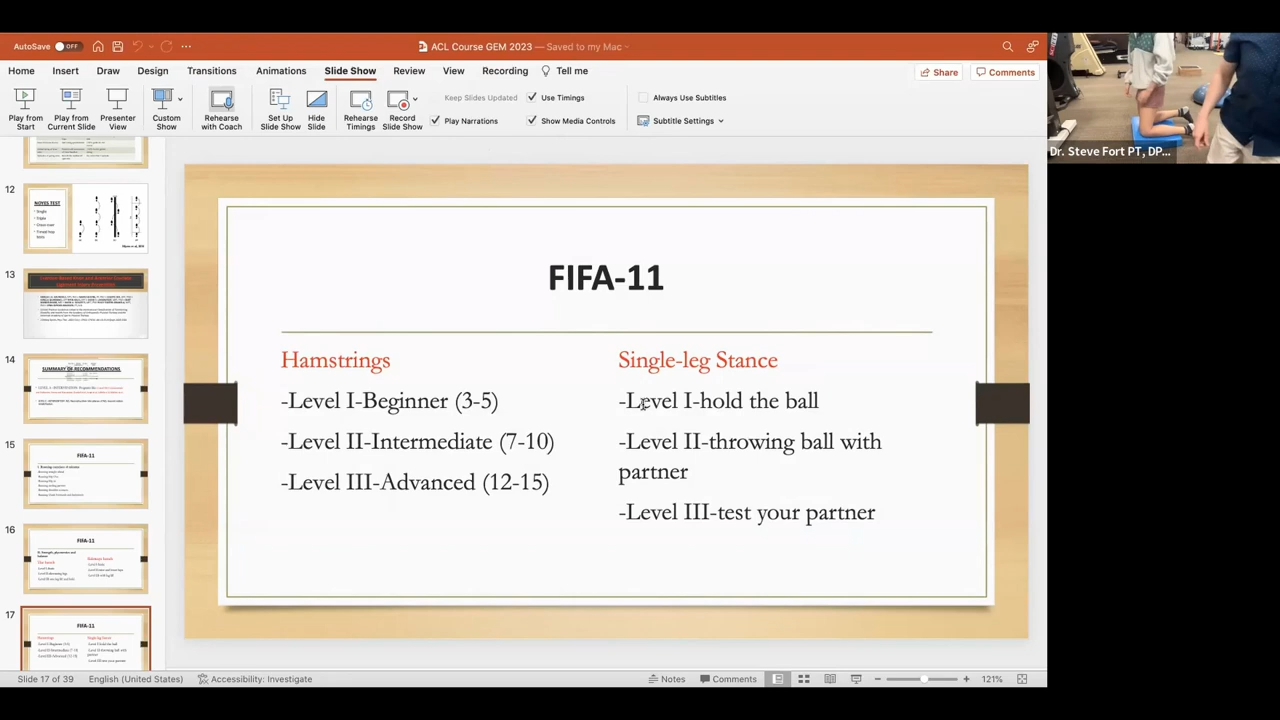 AutoSave OFF
ACL Course GEM 2023 — Saved to my Mac
Home Insert Draw Design Transitions Animations Slide Show Review View Recording Tell me
Share Comments
Play from Start
Play from Current Slide
Presenter View
Custom Show
Rehearse with Coach
Set Up Slide Show
Hide Slide
Rehearse Timings
Record Slide Show
Keep Slides Updated
Play Narrations
Use Timings
Show Media Controls
Always Use Subtitles
Subtitle Settings
Dr. Steve Fort PT, DP...
12
NOYES TEST
13
14
SUMMARY OF RECOMMENDATIONS
15
FIFA-11
16
FIFA-11
17
FIFA-11
Hamstrings
Single-leg Stance
FIFA-11
Hamstrings
-Level I-Beginner (3-5)
-Level II-Intermediate (7-10)
-Level III-Advanced (12-15)
Single-leg Stance
-Level I-hold the ball
-Level II-throwing ball with
partner
-Level III-test your partner
Slide 17 of 39 English (United States) Accessibility: Investigate
Notes Comments 121%